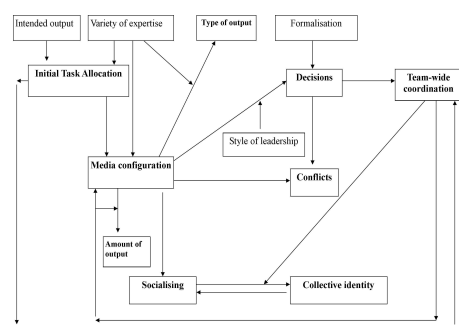 Intended output
Variety of expertise
Type of output
Formalisation
Initial Task Allocation
Decisions
Team-wide
coordination
Style of leadership
Media configuration
Conflicts
Amount of
output
Socialising
Collective identity